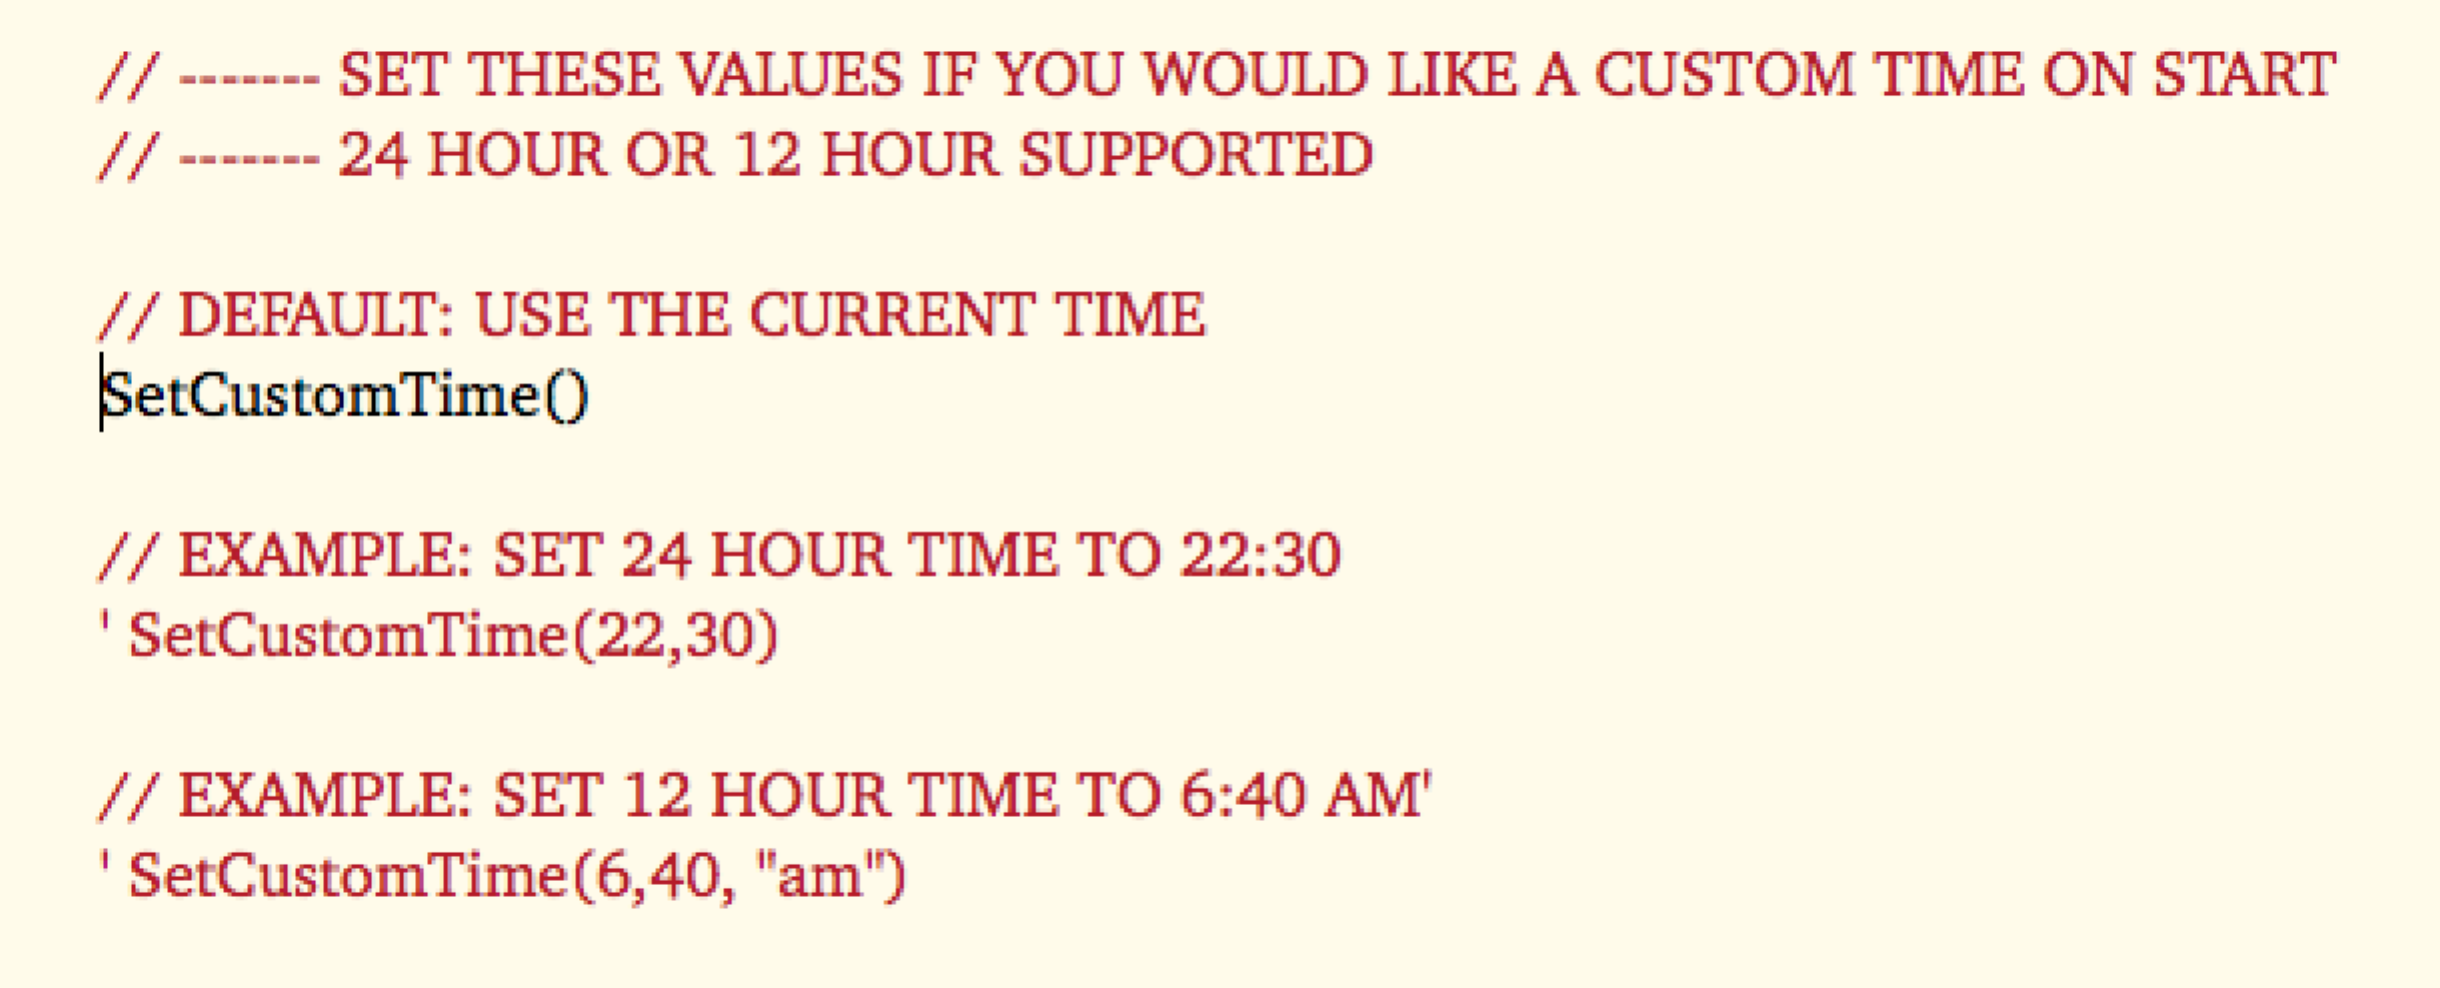 // ------- SET THESE VALUES IF YOU WOULD LIKE A CUSTOM TIME ON START
// ------- 24 HOUR OR 12 HOUR SUPPORTED
// DEFAULT: USE THE CURRENT TIME
SetCustomTime()
// EXAMPLE: SET 24 HOUR TIME TO 22:30
' SetCustomTime(22,30)
// EXAMPLE: SET 12 HOUR TIME TO 6:40 AM'
' SetCustomTime(6,40, "am")